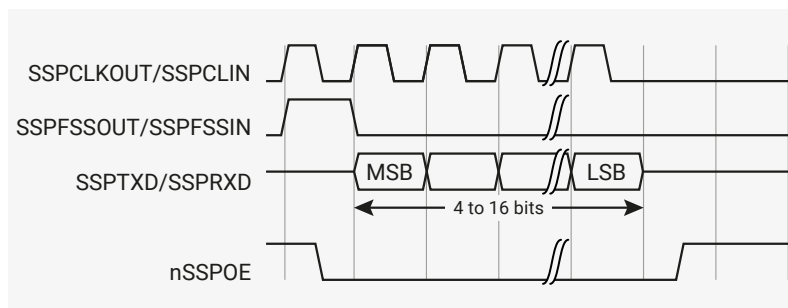 SSPCLKOUT/SSPCLIN
SSPFSSOUT/SSPFSSIN
SSPTXD/SSPRXD
MSB
LSB
4 to 16 bits
nSSPOE